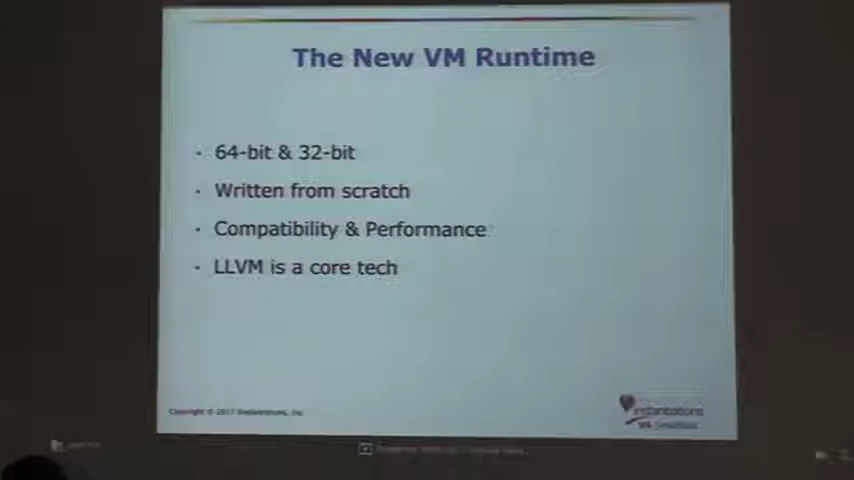 The New VM Runtime
· 64-bit & 32-bit
· Written from scratch
· Compatibility & Performance
· LLVM is a core tech
Copyright © 2017 Instantiations, Inc
instantiations
VA Smalltalk